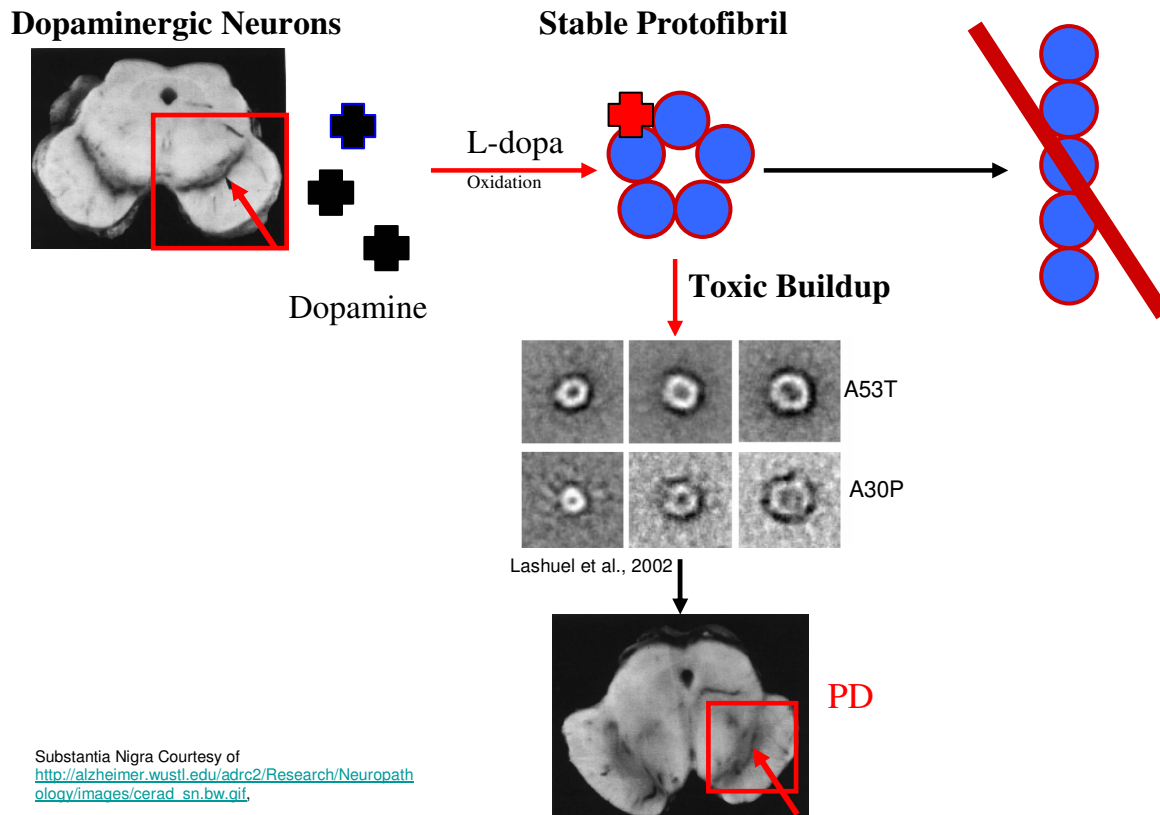 Dopaminergic Neurons
Stable Protofibril
L-dopa
Oxidation
Dopamine
Toxic Buildup
A53T
A30P
Lashuel et al., 2002
PD
Substantia Nigra Courtesy of
http://alzheimer.wustl.edu/adrc2/Research/Neuropath
ology/images/cerad_sn.bw.gif,